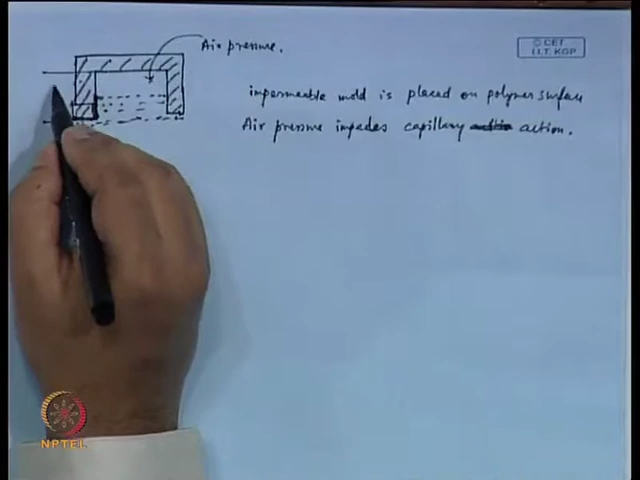 Air pressure.
© CET
I.I.T. KGP
impermeable mold is placed on polymer surface
Air pressure impedes capillary action.
NPTEL